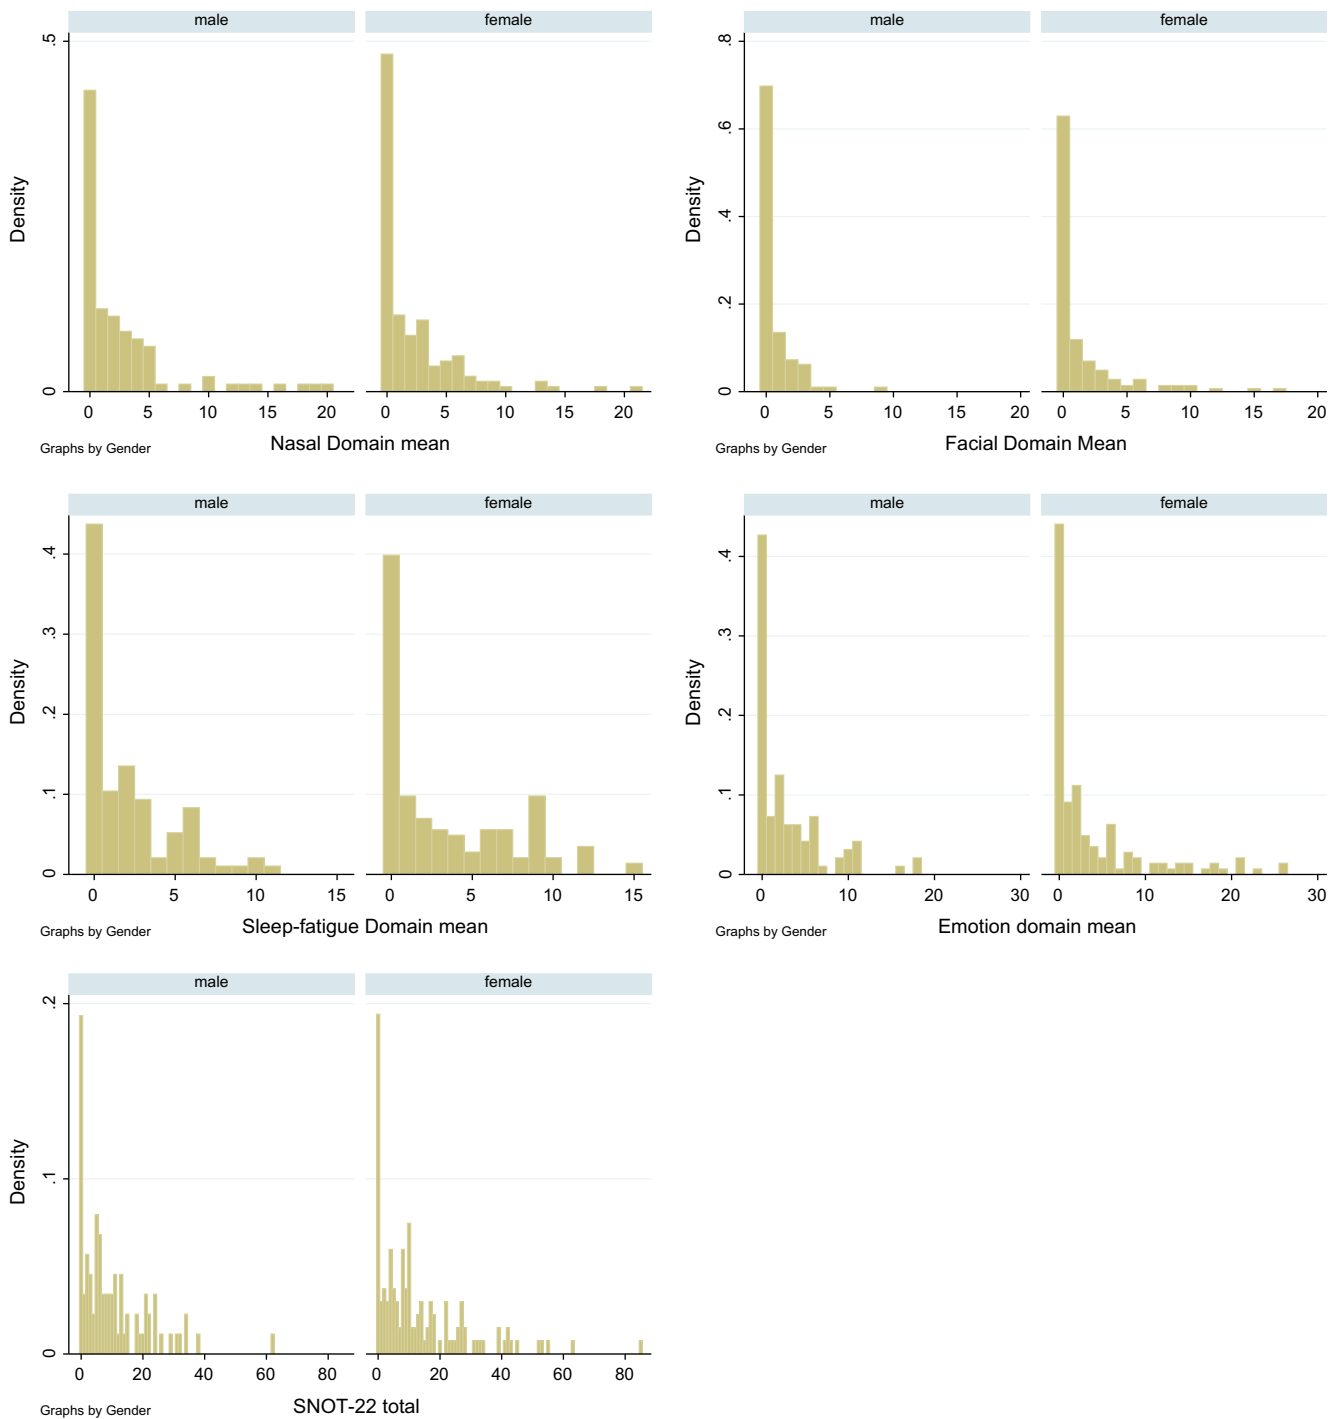 male female
.5
Density
0
0 5 10 15 20 0 5 10 15 20
Graphs by Gender
Nasal Domain mean
male female
.8
.6
Density
.4
.2
0
0 5 10 15 20 0 5 10 15 20
Graphs by Gender
Facial Domain Mean
male female
.4
.3
Density
.2
.1
0
0 5 10 15 0 5 10 15
Graphs by Gender
Sleep-fatigue Domain mean
male female
.4
.3
Density
.2
.1
0
0 10 20 30 0 10 20 30
Graphs by Gender
Emotion domain mean
male female
.2
Density
.1
0
0 20 40 60 80 0 20 40 60 80
Graphs by Gender
SNOT-22 total